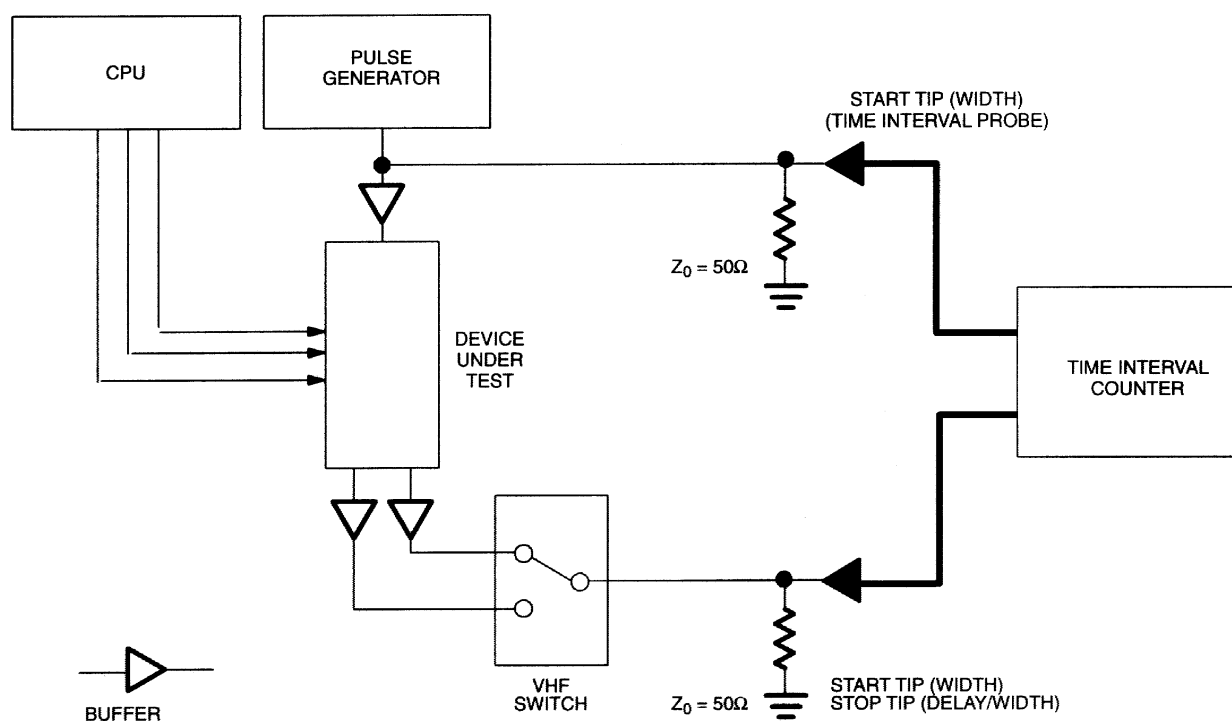 CPU
PULSE
GENERATOR
START TIP (WIDTH)
(TIME INTERVAL PROBE)
Z0 = 50Ω
DEVICE
UNDER
TEST
TIME INTERVAL
COUNTER
VHF
SWITCH
Z0 = 50Ω
START TIP (WIDTH)
STOP TIP (DELAY/WIDTH)
BUFFER